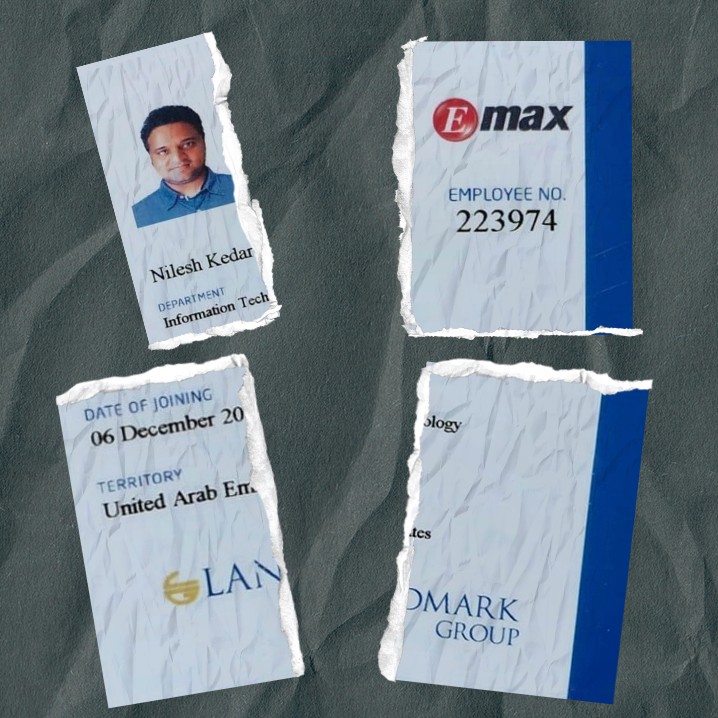 Emax
EMPLOYEE NO.
223974
Nilesh Kedar
DEPARTMENT
Information Tech
ology
DATE OF JOINING
06 December 20
TERRITORY
United Arab Em
tes
LAN
DMARK
GROUP